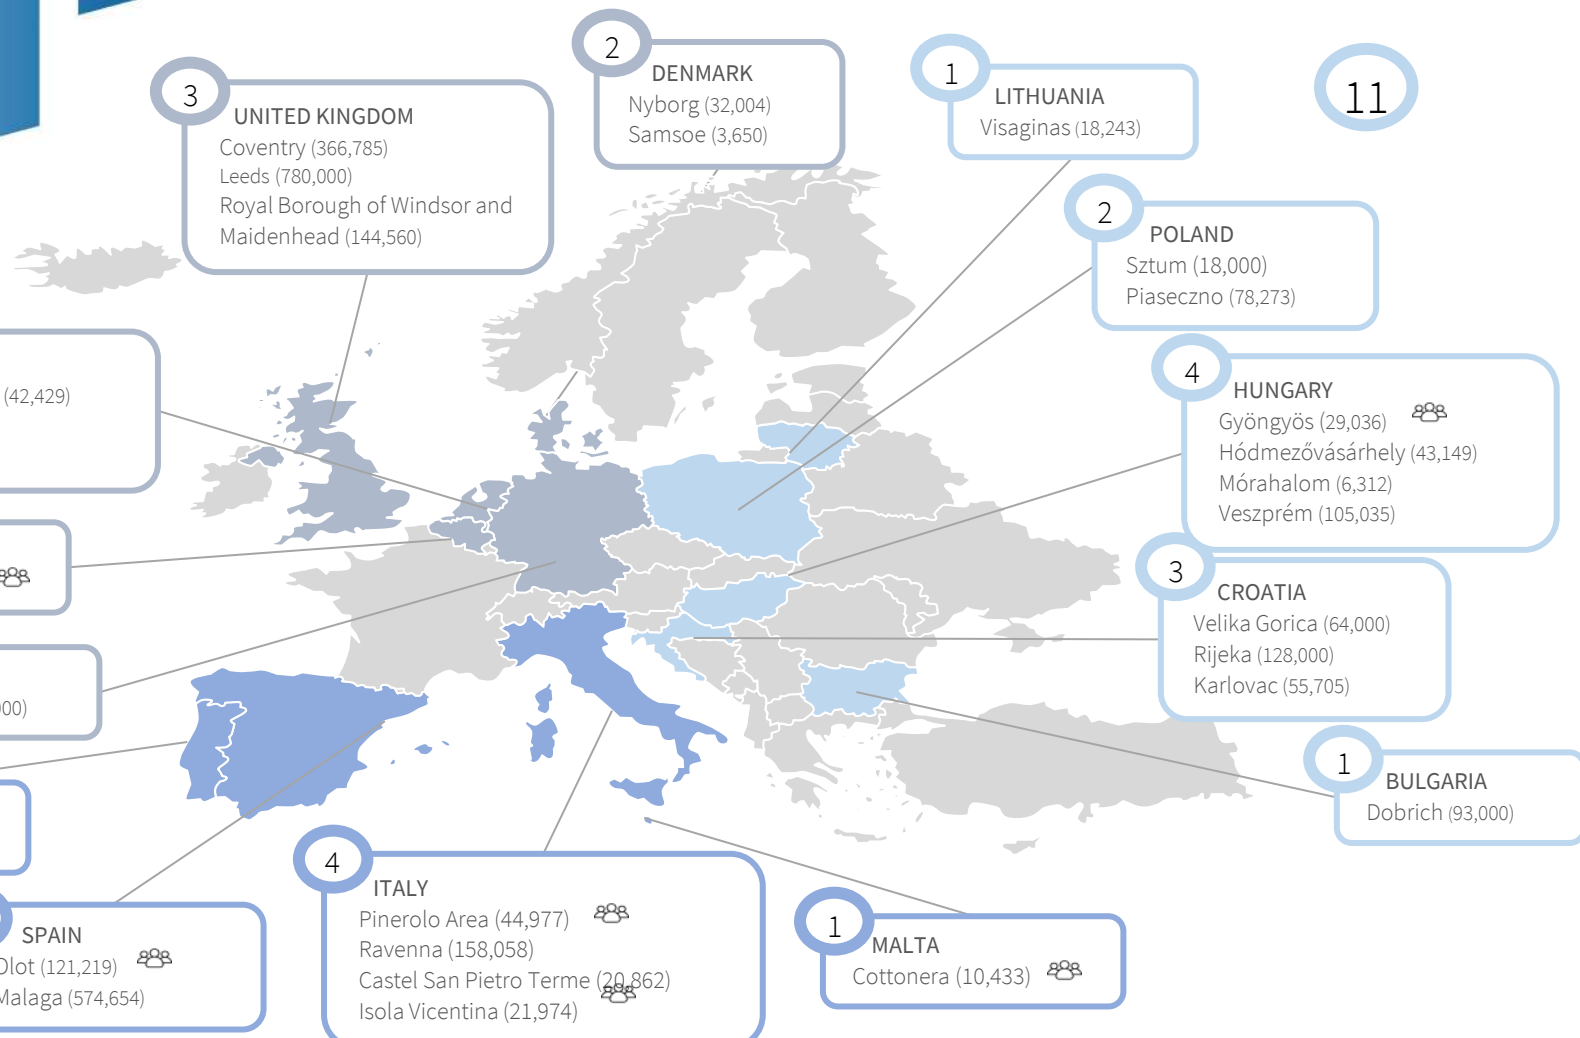 3
UNITED KINGDOM
Coventry (366,785)
Leeds (780,000)
Royal Borough of Windsor and
Maidenhead (144,560)
2
DENMARK
Nyborg (32,004)
Samsoe (3,650)
1
LITHUANIA
Visaginas (18,243)
11
2
POLAND
Sztum (18,000)
Piaseczno (78,273)
(42,429)
4
HUNGARY
Gyöngyös (29,036)
Hódmezővásárhely (43,149)
Mórahalom (6,312)
Veszprém (105,035)
3
CROATIA
Velika Gorica (64,000)
Rijeka (128,000)
Karlovac (55,705)
00)
1
BULGARIA
Dobrich (93,000)
SPAIN
Olot (121,219)
Malaga (574,654)
4
ITALY
Pinerolo Area (44,977)
Ravenna (158,058)
Castel San Pietro Terme (20,862)
Isola Vicentina (21,974)
1
MALTA
Cottonera (10,433)